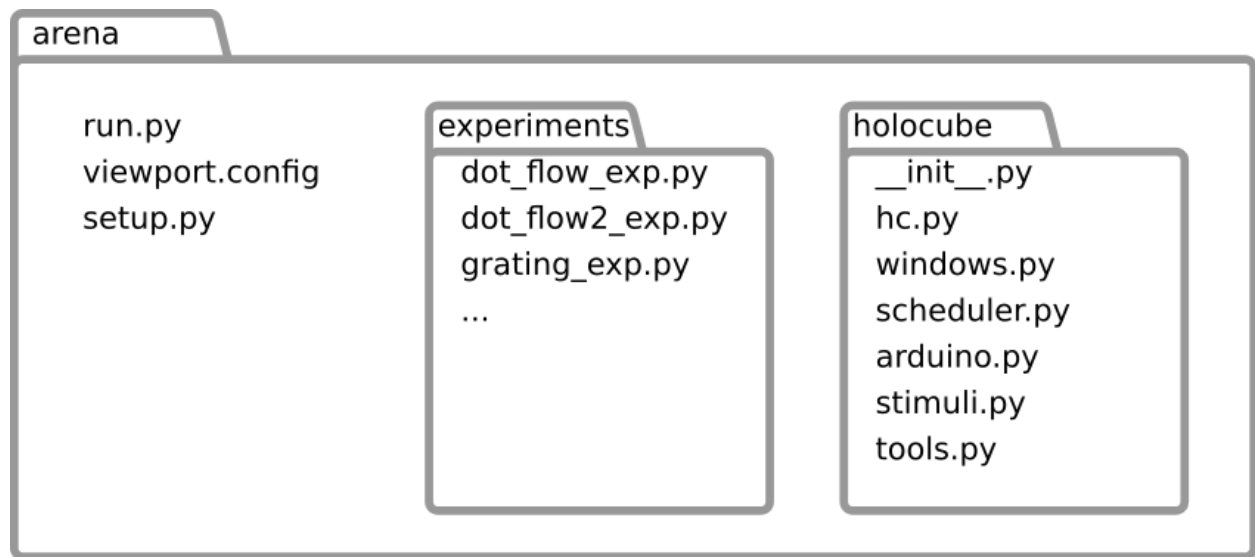 arena
run.py
viewport.config
setup.py
experiments
dot_flow_exp.py
dot_flow2_exp.py
grating_exp.py
...
holocube
__init__.py
hc.py
windows.py
scheduler.py
arduino.py
stimuli.py
tools.py